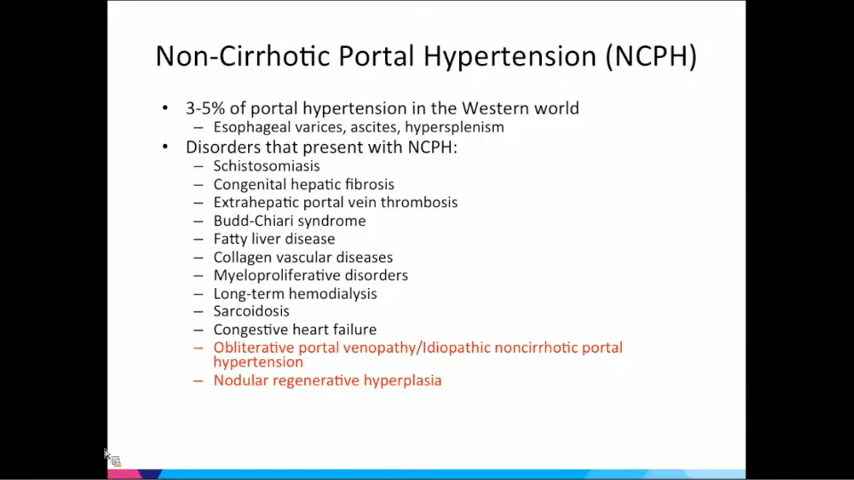 Non-Cirrhotic Portal Hypertension (NCPH)
• 3-5% of portal hypertension in the Western world
– Esophageal varices, ascites, hypersplenism
• Disorders that present with NCPH:
– Schistosomiasis
– Congenital hepatic fibrosis
– Extrahepatic portal vein thrombosis
– Budd-Chiari syndrome
– Fatty liver disease
– Collagen vascular diseases
– Myeloproliferative disorders
– Long-term hemodialysis
– Sarcoidosis
– Congestive heart failure
– Obliterative portal venopathy/Idiopathic noncirrhotic portal
hypertension
– Nodular regenerative hyperplasia